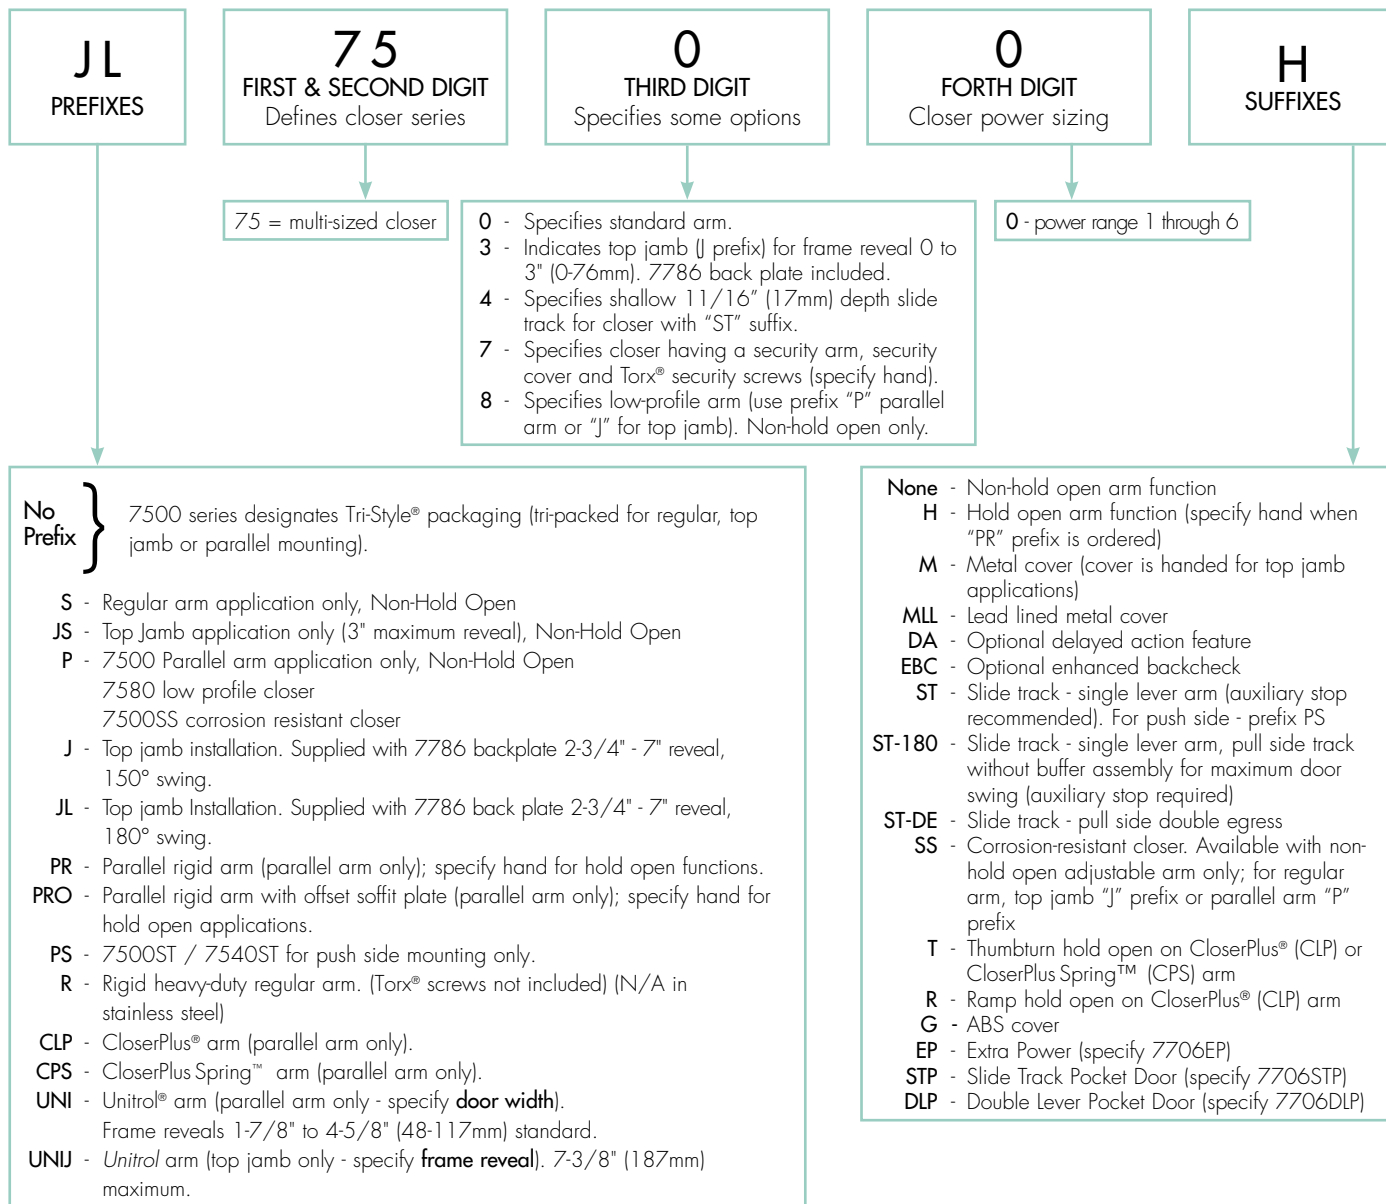 JL
PREFIXES
75
FIRST & SECOND DIGIT
Defines closer series
0
THIRD DIGIT
Specifies some options
0
FORTH DIGIT
Closer power sizing
H
SUFFIXES
75 = multi-sized closer
0 - Specifies standard arm.
3 - Indicates top jamb (J prefix) for frame reveal 0 to
3" (0-76mm). 7786 back plate included.
4 - Specifies shallow 11/16” (17mm) depth slide
track for closer with “ST” suffix.
7 - Specifies closer having a security arm, security
cover and Torx® security screws (specify hand).
8 - Specifies low-profile arm (use prefix “P” parallel
arm or “J” for top jamb). Non-hold open only.
0 - power range 1 through 6
No
Prefix
7500 series designates Tri-Style® packaging (tri-packed for regular, top
jamb or parallel mounting).
S - Regular arm application only, Non-Hold Open
JS - Top Jamb application only (3" maximum reveal), Non-Hold Open
P - 7500 Parallel arm application only, Non-Hold Open
7580 low profile closer
7500SS corrosion resistant closer
J - Top jamb installation. Supplied with 7786 backplate 2-3/4" - 7" reveal,
150º swing.
JL - Top jamb Installation. Supplied with 7786 back plate 2-3/4" - 7" reveal,
180º swing.
PR - Parallel rigid arm (parallel arm only); specify hand for hold open functions.
PRO - Parallel rigid arm with offset soffit plate (parallel arm only); specify hand for
hold open applications.
PS - 7500ST / 7540ST for push side mounting only.
R - Rigid heavy-duty regular arm. (Torx® screws not included) (N/A in
stainless steel)
CLP - CloserPlus® arm (parallel arm only).
CPS - CloserPlus Spring™ arm (parallel arm only).
UNI - Unitrol® arm (parallel arm only - specify door width).
Frame reveals 1-7/8" to 4-5/8" (48-117mm) standard.
UNIJ - Unitrol arm (top jamb only - specify frame reveal). 7-3/8" (187mm)
maximum.
None - Non-hold open arm function
H - Hold open arm function (specify hand when
“PR” prefix is ordered)
M - Metal cover (cover is handed for top jamb
applications)
MLL - Lead lined metal cover
DA - Optional delayed action feature
EBC - Optional enhanced backcheck
ST - Slide track - single lever arm (auxiliary stop
recommended). For push side - prefix PS
ST-180 - Slide track - single lever arm, pull side track
without buffer assembly for maximum door
swing (auxiliary stop required)
ST-DE - Slide track - pull side double egress
SS - Corrosion-resistant closer. Available with non-
hold open adjustable arm only; for regular
arm, top jamb “J” prefix or parallel arm “P”
prefix
T - Thumbturn hold open on CloserPlus® (CLP) or
CloserPlus Spring™ (CPS) arm
R - Ramp hold open on CloserPlus® (CLP) arm
G - ABS cover
EP - Extra Power (specify 7706EP)
STP - Slide Track Pocket Door (specify 7706STP)
DLP - Double Lever Pocket Door (specify 7706DLP)